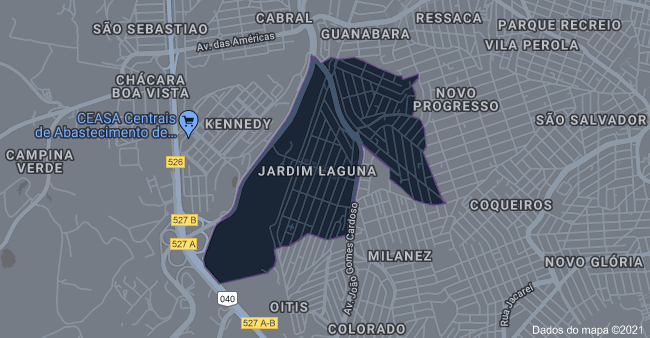 CABRAL
RESSACA
SÃO SEBASTIAO
GUANABARA
PARQUE RECREIO
Av. das Américas
VILA PEROLA
CHÁCARA
BOA VISTA
NOVO
PROGRESSO
CEASA Centrais
de Abastecimento de...
KENNEDY
SÃO SALVADOR
CAMPINA
VERDE
526
JARDIM LAGUNA
COQUEIROS
527 B
527 A
Av. João Gomes Cardoso
MILANEZ
NOVO GLÓRIA
040
OITIS
Rua Jacareí
527 A-B
COLORADO
Dados do mapa ©2021